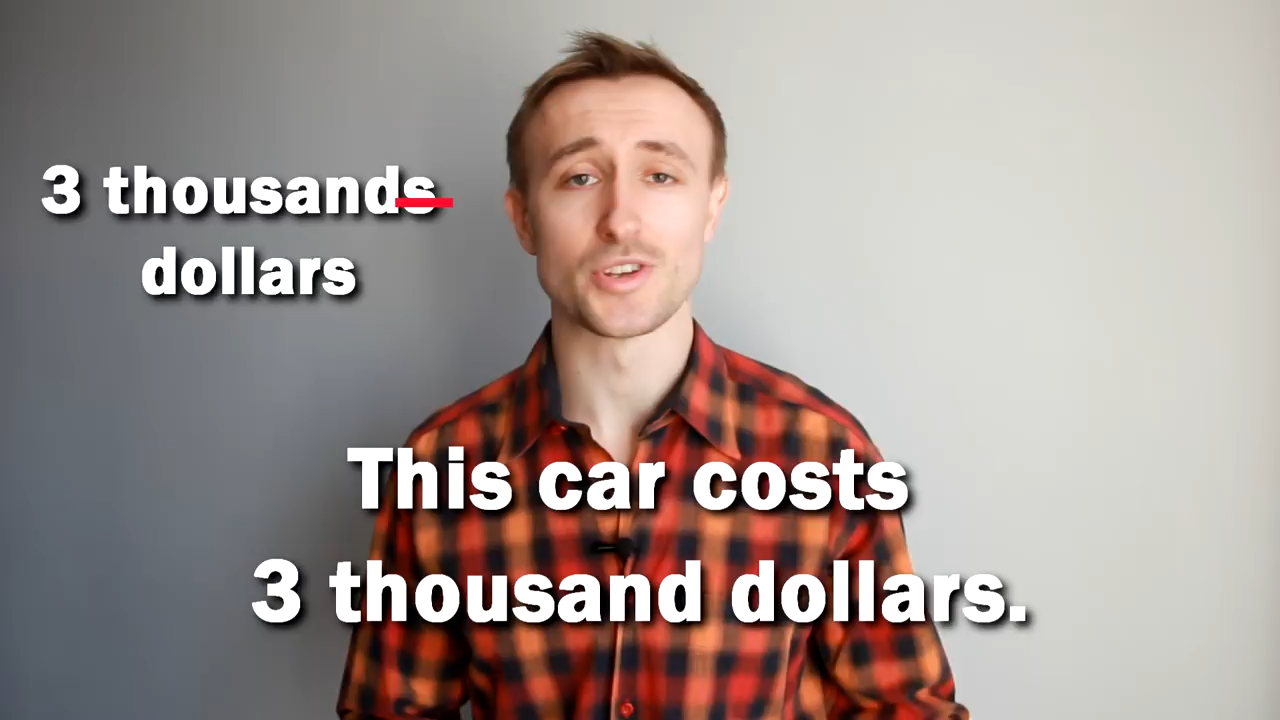 3 thousands
dollars
This car costs
3 thousand dollars.